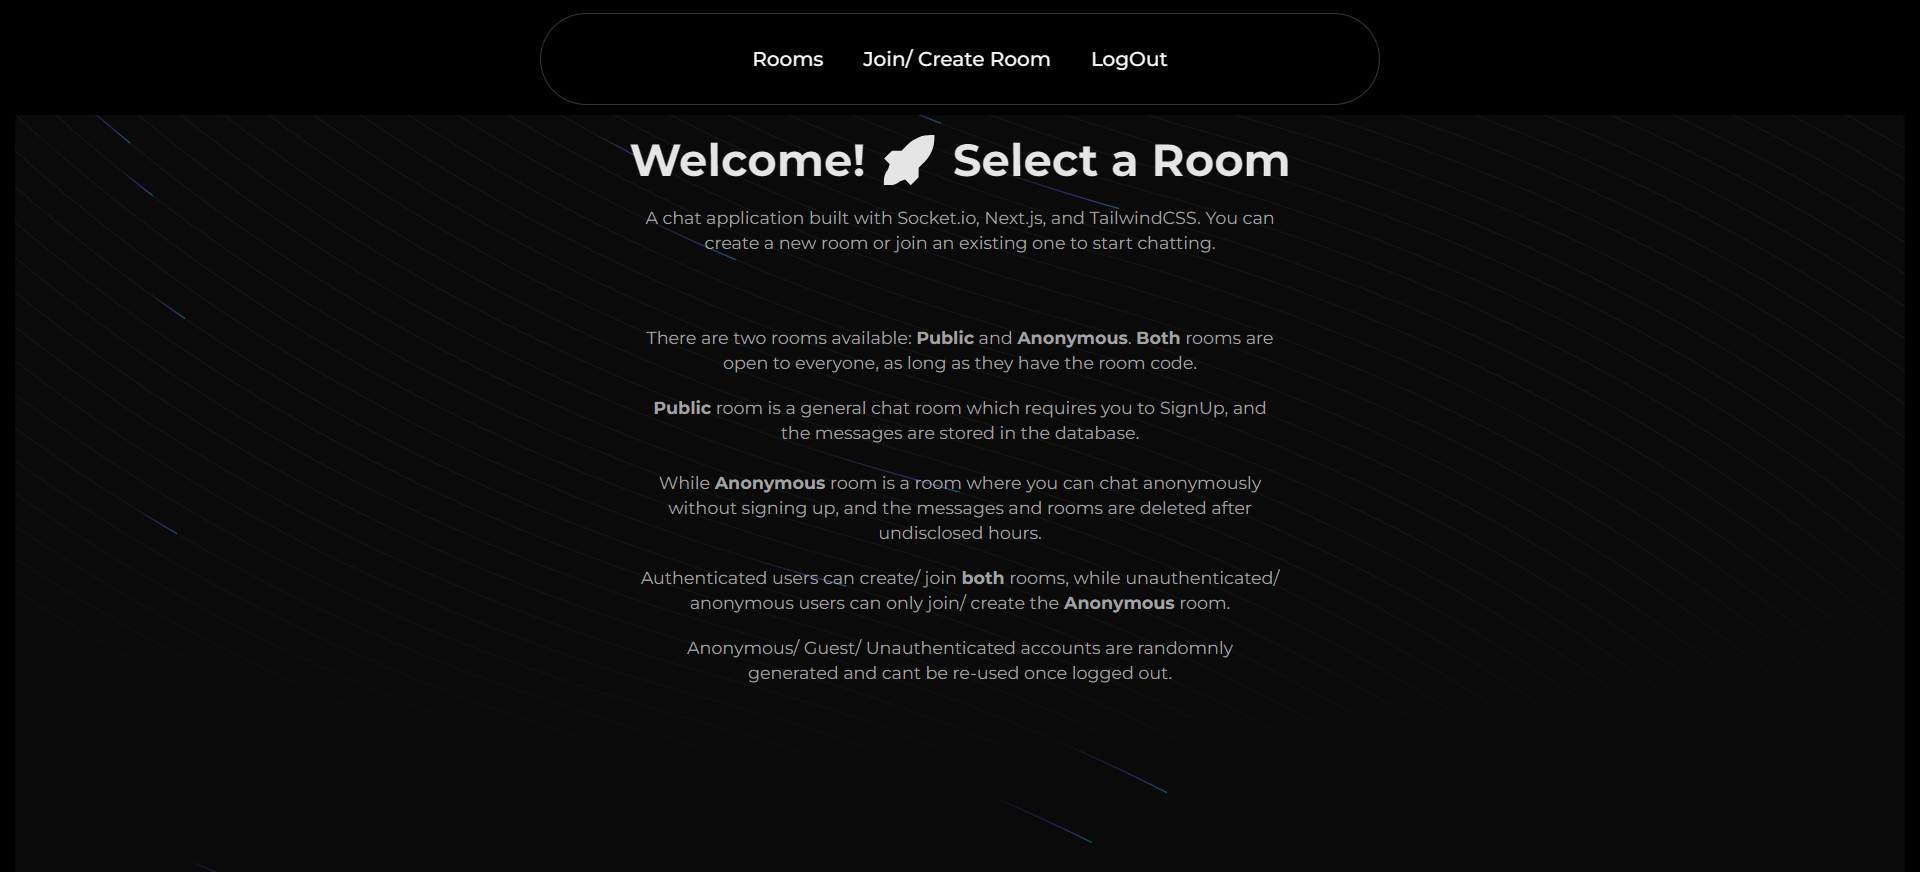 Rooms Join/ Create Room LogOut
Welcome! Select a Room
A chat application built with Socket.io, Next.js, and TailwindCSS. You can
create a new room or join an existing one to start chatting.
There are two rooms available: Public and Anonymous. Both rooms are
open to everyone, as long as they have the room code.
Public room is a general chat room which requires you to SignUp, and
the messages are stored in the database.
While Anonymous room is a room where you can chat anonymously
without signing up, and the messages and rooms are deleted after
undisclosed hours.
Authenticated users can create/ join both rooms, while unauthenticated/
anonymous users can only join/ create the Anonymous room.
Anonymous/ Guest/ Unauthenticated accounts are randomnly
generated and cant be re-used once logged out.